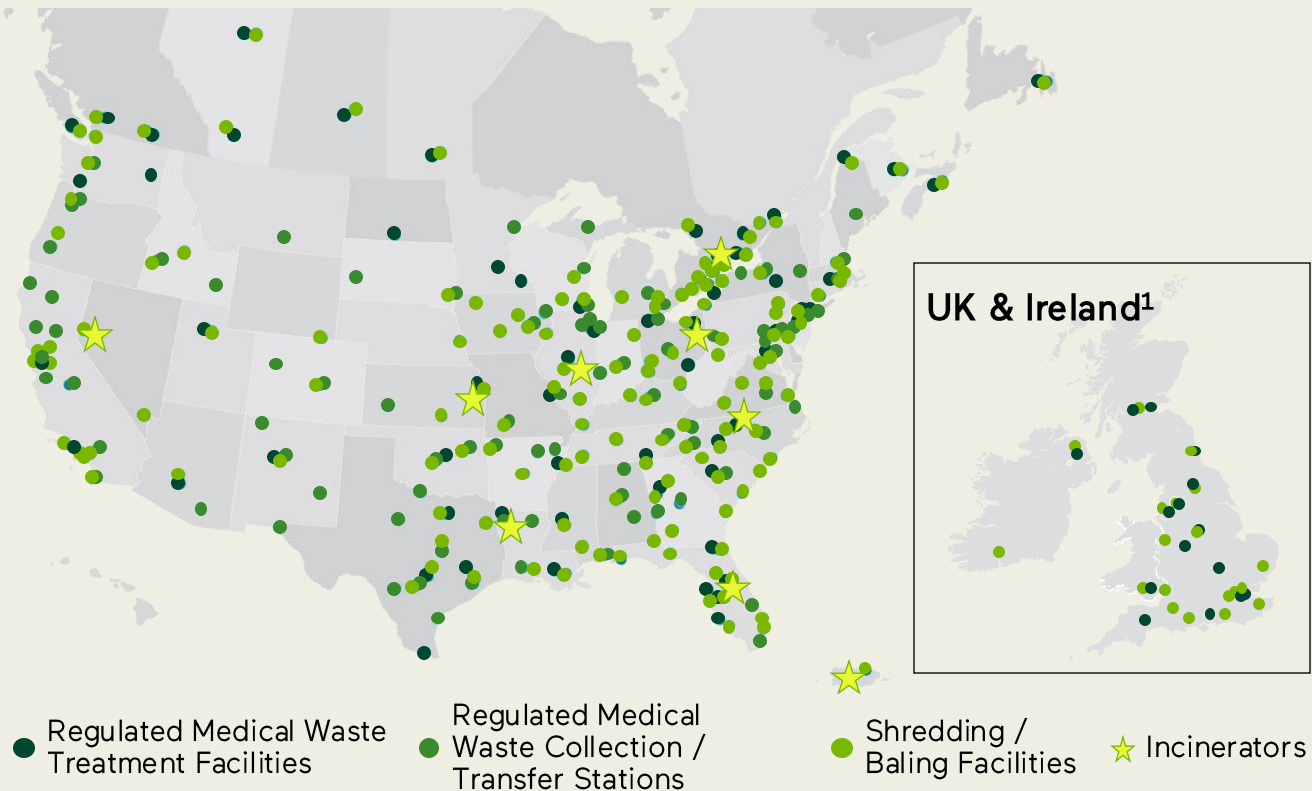 UK & Ireland¹
Regulated Medical Waste
Treatment Facilities
Regulated Medical
Waste Collection /
Transfer Stations
Shredding /
Baling Facilities
Incinerators